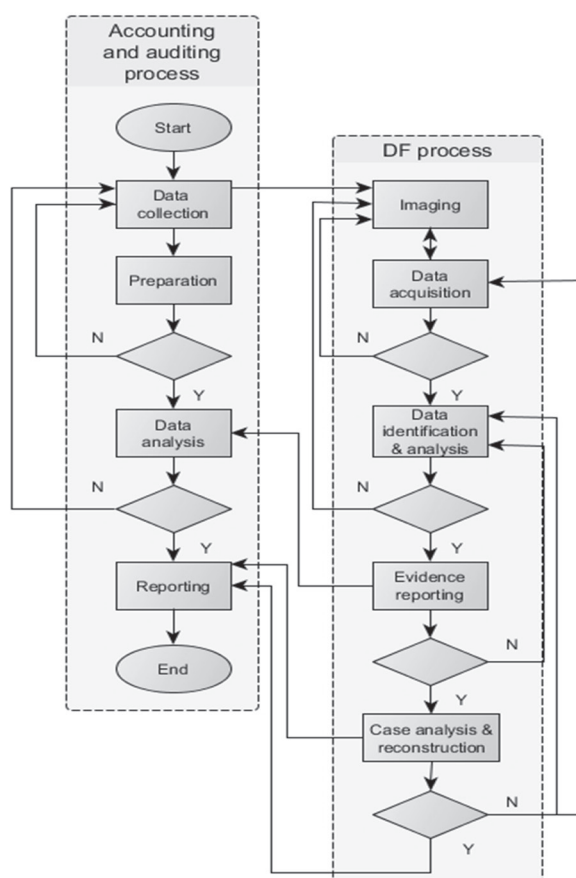 Accounting
and auditing
process
Start
Data
collection
Preparation
N
Y
Data
analysis
N
Y
Reporting
End
DF process
Imaging
Data
acquisition
N
Y
Data
identification
& analysis
N
Y
Evidence
reporting
N
Y
Case analysis &
reconstruction
N
Y